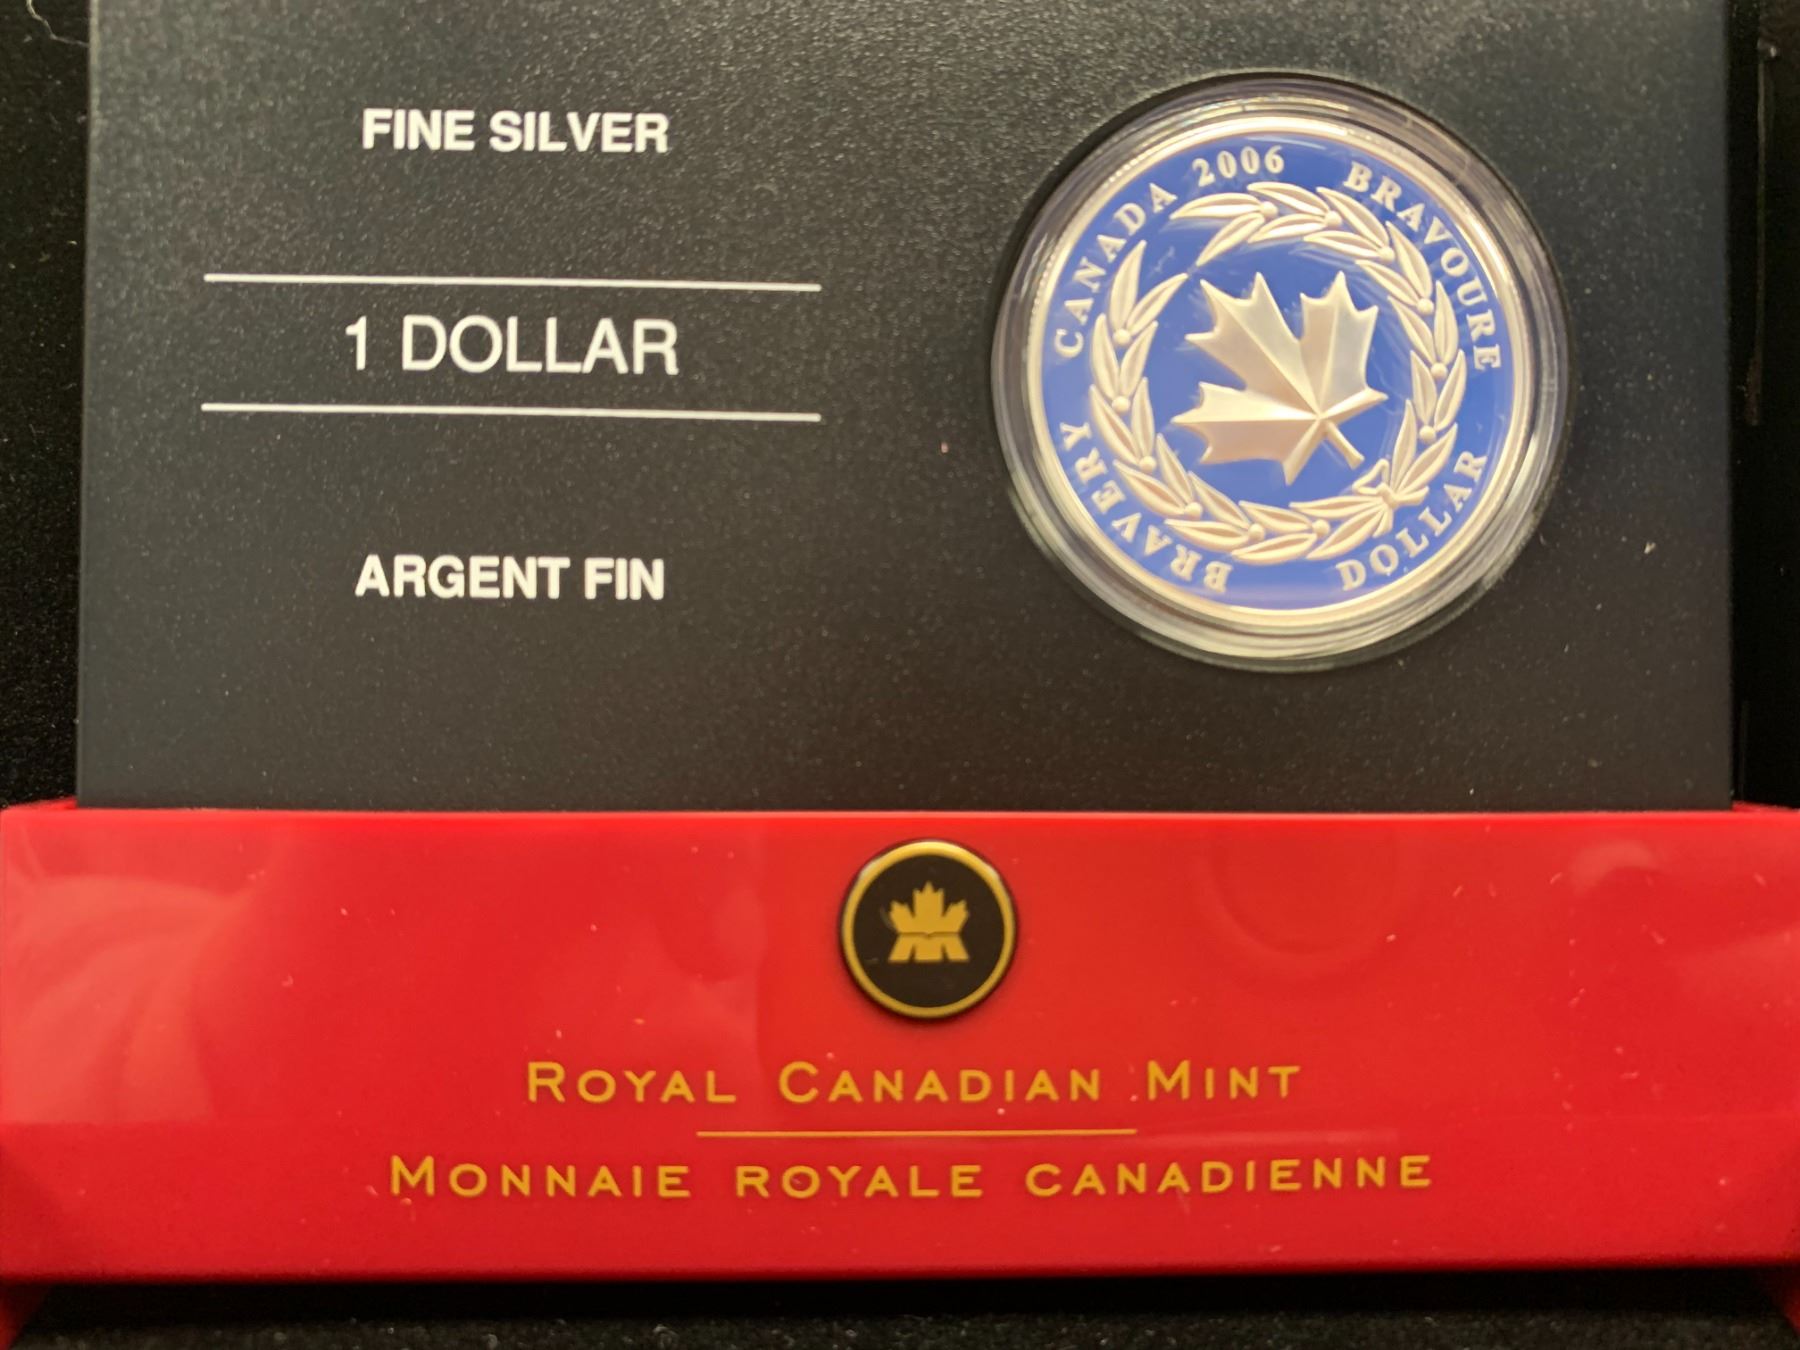 FINE SILVER
1 DOLLAR
ARGENT FIN
CANADA 2006
BRAVOURE
BRAVERY
DOLLAR
ROYAL CANADIAN MINT
MONNAIE ROYALE CANADIENNE